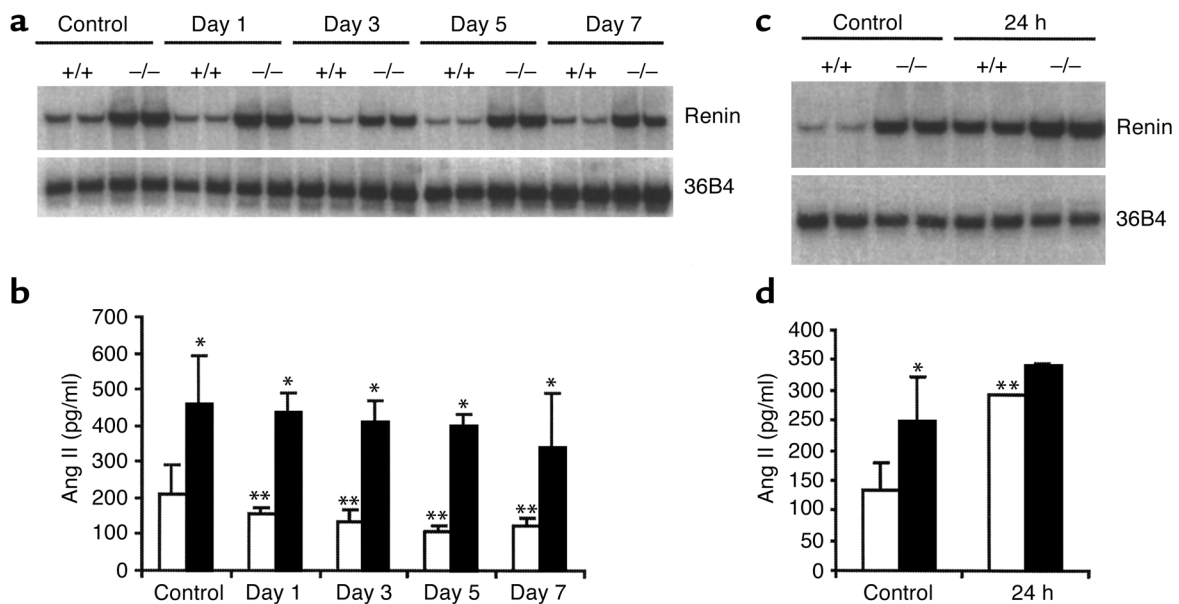 a
Control Day 1 Day 3 Day 5 Day 7
+/+ –/– +/+ –/– +/+ –/– +/+ –/– +/+ –/–
Renin
36B4
b
Ang II (pg/ml)
700
600
500
400
300
200
100
0
* * * * *
** ** ** **
Control Day 1 Day 3 Day 5 Day 7
c
Control 24 h
+/+ –/– +/+ –/–
Renin
36B4
d
Ang II (pg/ml)
400
350
300
250
200
150
100
50
0
* **
Control 24 h